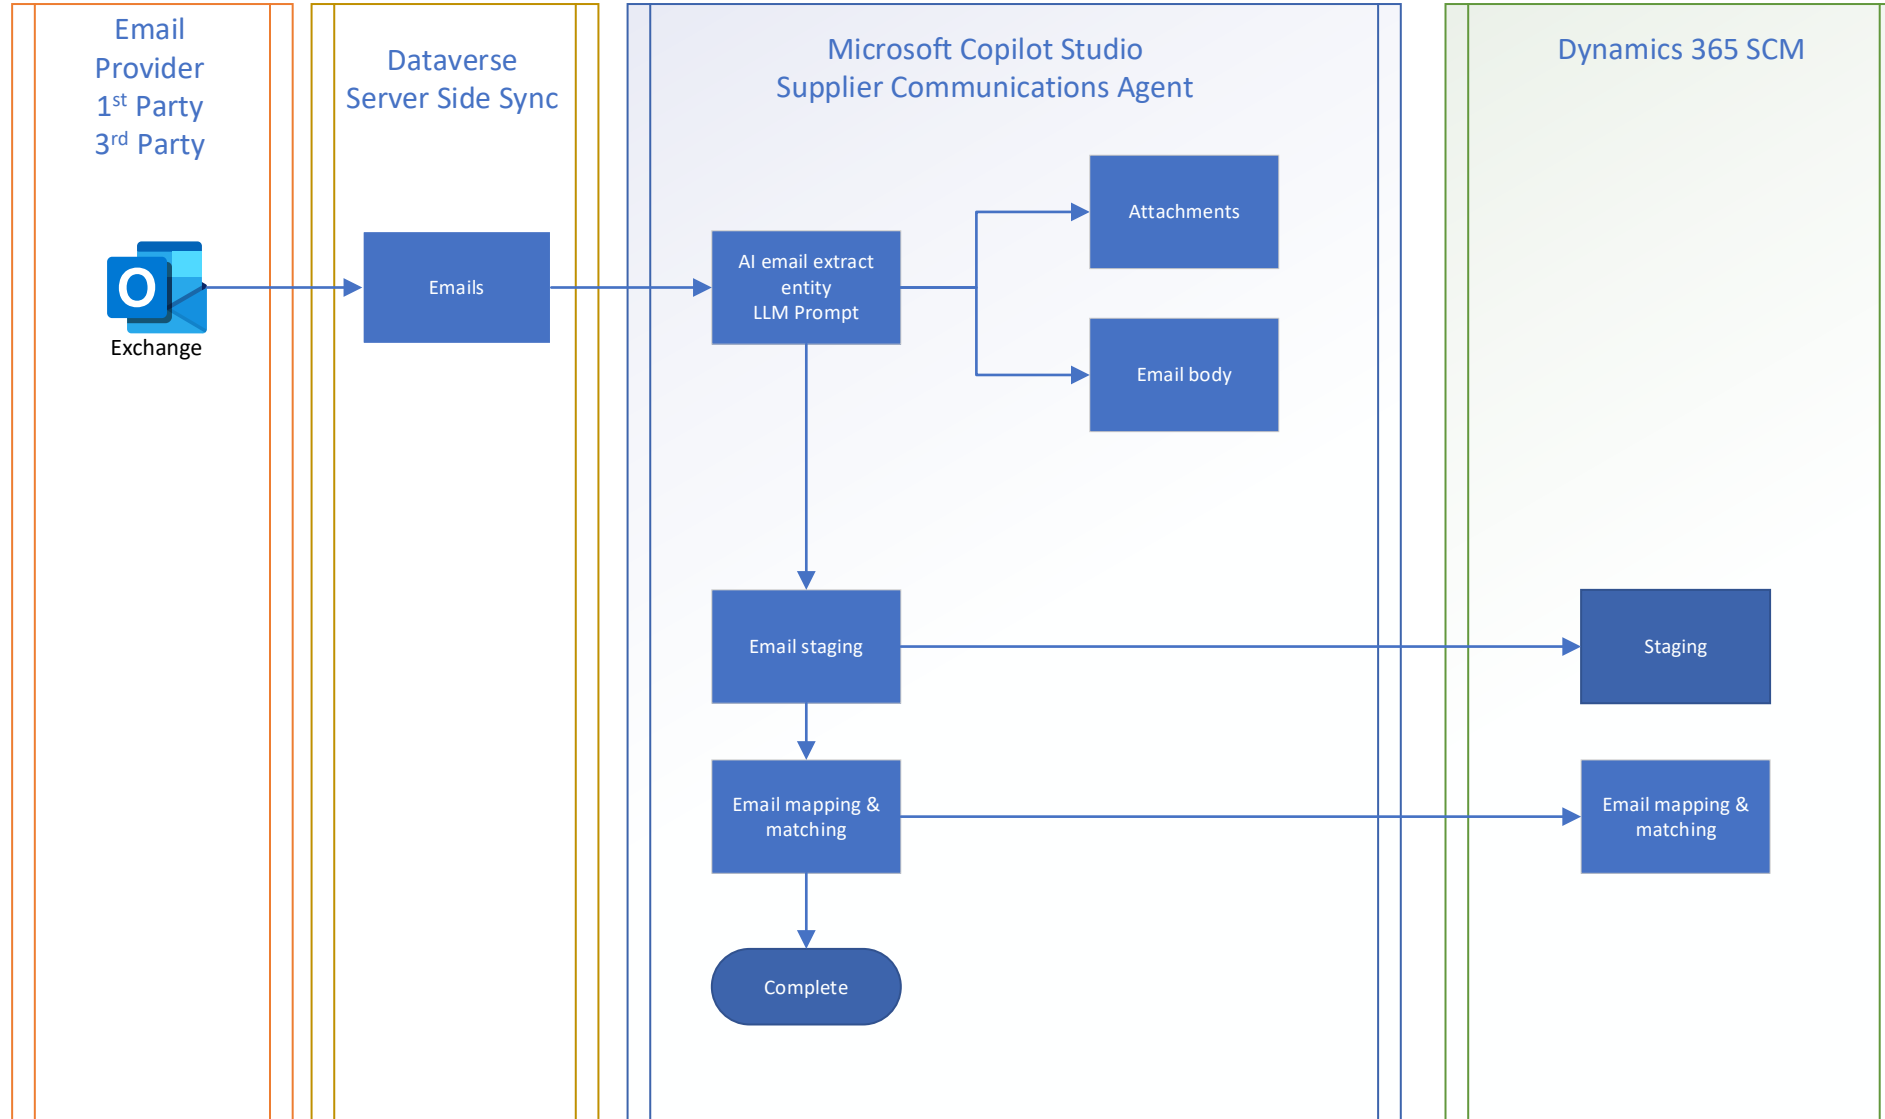 Email
Provider
1st Party
3rd Party
Dataverse
Server Side Sync
Microsoft Copilot Studio
Supplier Communications Agent
Dynamics 365 SCM
O
Exchange
Emails
AI email extract
entity
LLM Prompt
Attachments
Email body
Email staging
Staging
Email mapping &
matching
Email mapping &
matching
Complete